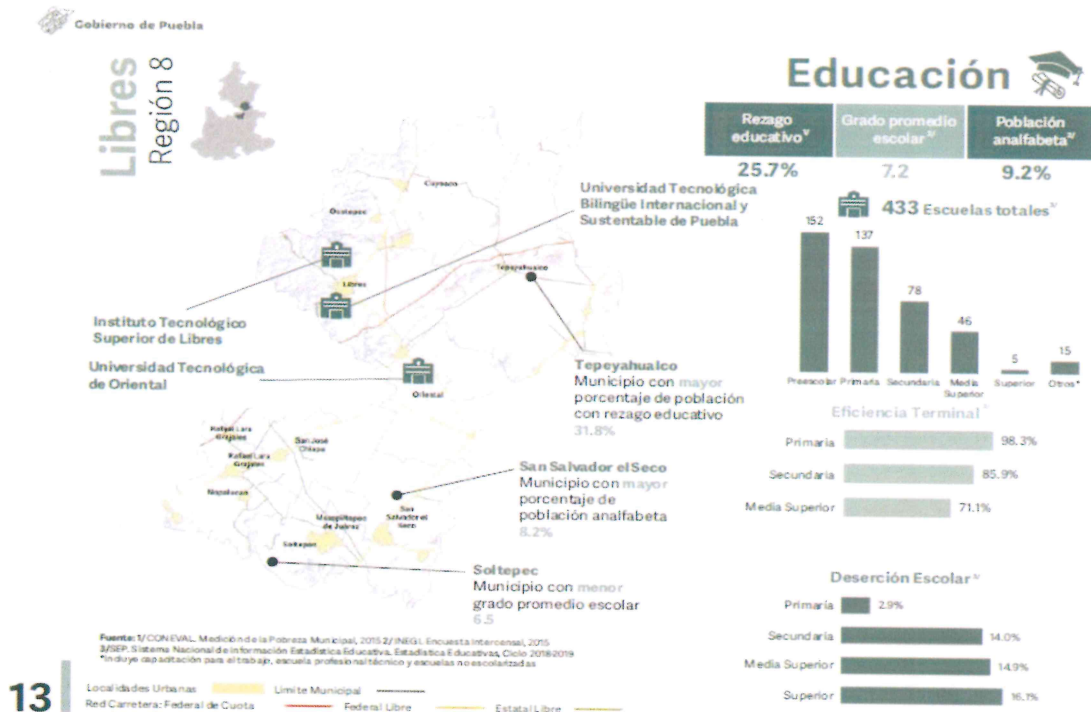 Gobierno de Puebla
Libres
Región 8
Educación
Rezago
educativo 1/
Grado promedio
escolar 2/
Población
analfabeta 2/
25.7%
7.2
9.2%
433 Escuelas totales 3/
152
137
78
46
5
15
Preescolar
Primaria
Secundaria
Media
Superior
Superior
Otros*
Eficiencia Terminal
Primaria
98.3%
Secundaria
85.9%
Media Superior
71.1%
Deserción Escolar 3/
Primaria
2.9%
Secundaria
14.0%
Media Superior
14.9%
Superior
16.1%
Cuyoaco
Ocotepec
Libres
Tepeyahualco
Oriental
Universidad Tecnológica
Bilingüe Internacional y
Sustentable de Puebla
Instituto Tecnológico
Superior de Libres
Universidad Tecnológica
de Oriental
Tepeyahualco
Municipio con mayor
porcentaje de población
con rezago educativo
31.8%
Rafael Lara
Grajales
San José
Chiapa
Rafael Lara
Grajales
Nopalucan
Mazapiltepec
de Juárez
San
Salvador el
Seco
Soltepec
San Salvador el Seco
Municipio con mayor
porcentaje de
población analfabeta
8.2%
Soltepec
Municipio con menor
grado promedio escolar
6.5
Fuente: 1/ CONEVAL. Medición de la Pobreza Municipal, 2015 2/ INEGI. Encuesta Intercensal, 2015
3/SEP. Sistema Nacional de Información Estadística Educativa. Estadística Educativas, Ciclo 2018-2019
*Incluye capacitación para el trabajo, escuela profesional técnico y escuelas no escolarizadas
13
Localidades Urbanas
Limite Municipal
Red Carretera: Federal de Cuota
Federal Libre
Estatal Libre